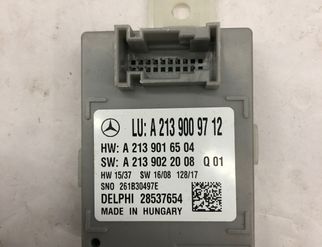 LU: A 213 900 97 12
HW: A 213 901 65 04
SW: A 213 902 20 08 Q 01
HW 15/37 SW 16/08 128/17
SNO 261B30497E
DELPHI 28537654
MADE IN HUNGARY